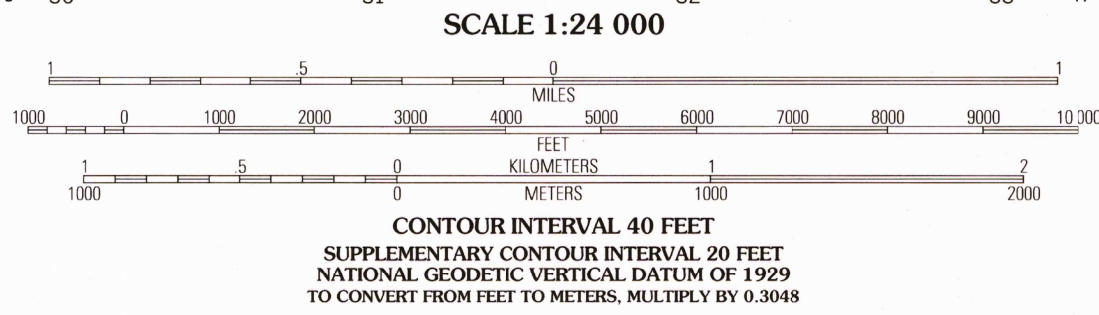 SCALE 1:24 000
1 .5 0 1
MILES
1000 0 1000 2000 3000 4000 5000 6000 7000 8000 9000 10 000
FEET
1 .5 0 KILOMETERS 1 2
1000 0 METERS 1000 2000
CONTOUR INTERVAL 40 FEET
SUPPLEMENTARY CONTOUR INTERVAL 20 FEET
NATIONAL GEODETIC VERTICAL DATUM OF 1929
TO CONVERT FROM FEET TO METERS, MULTIPLY BY 0.3048